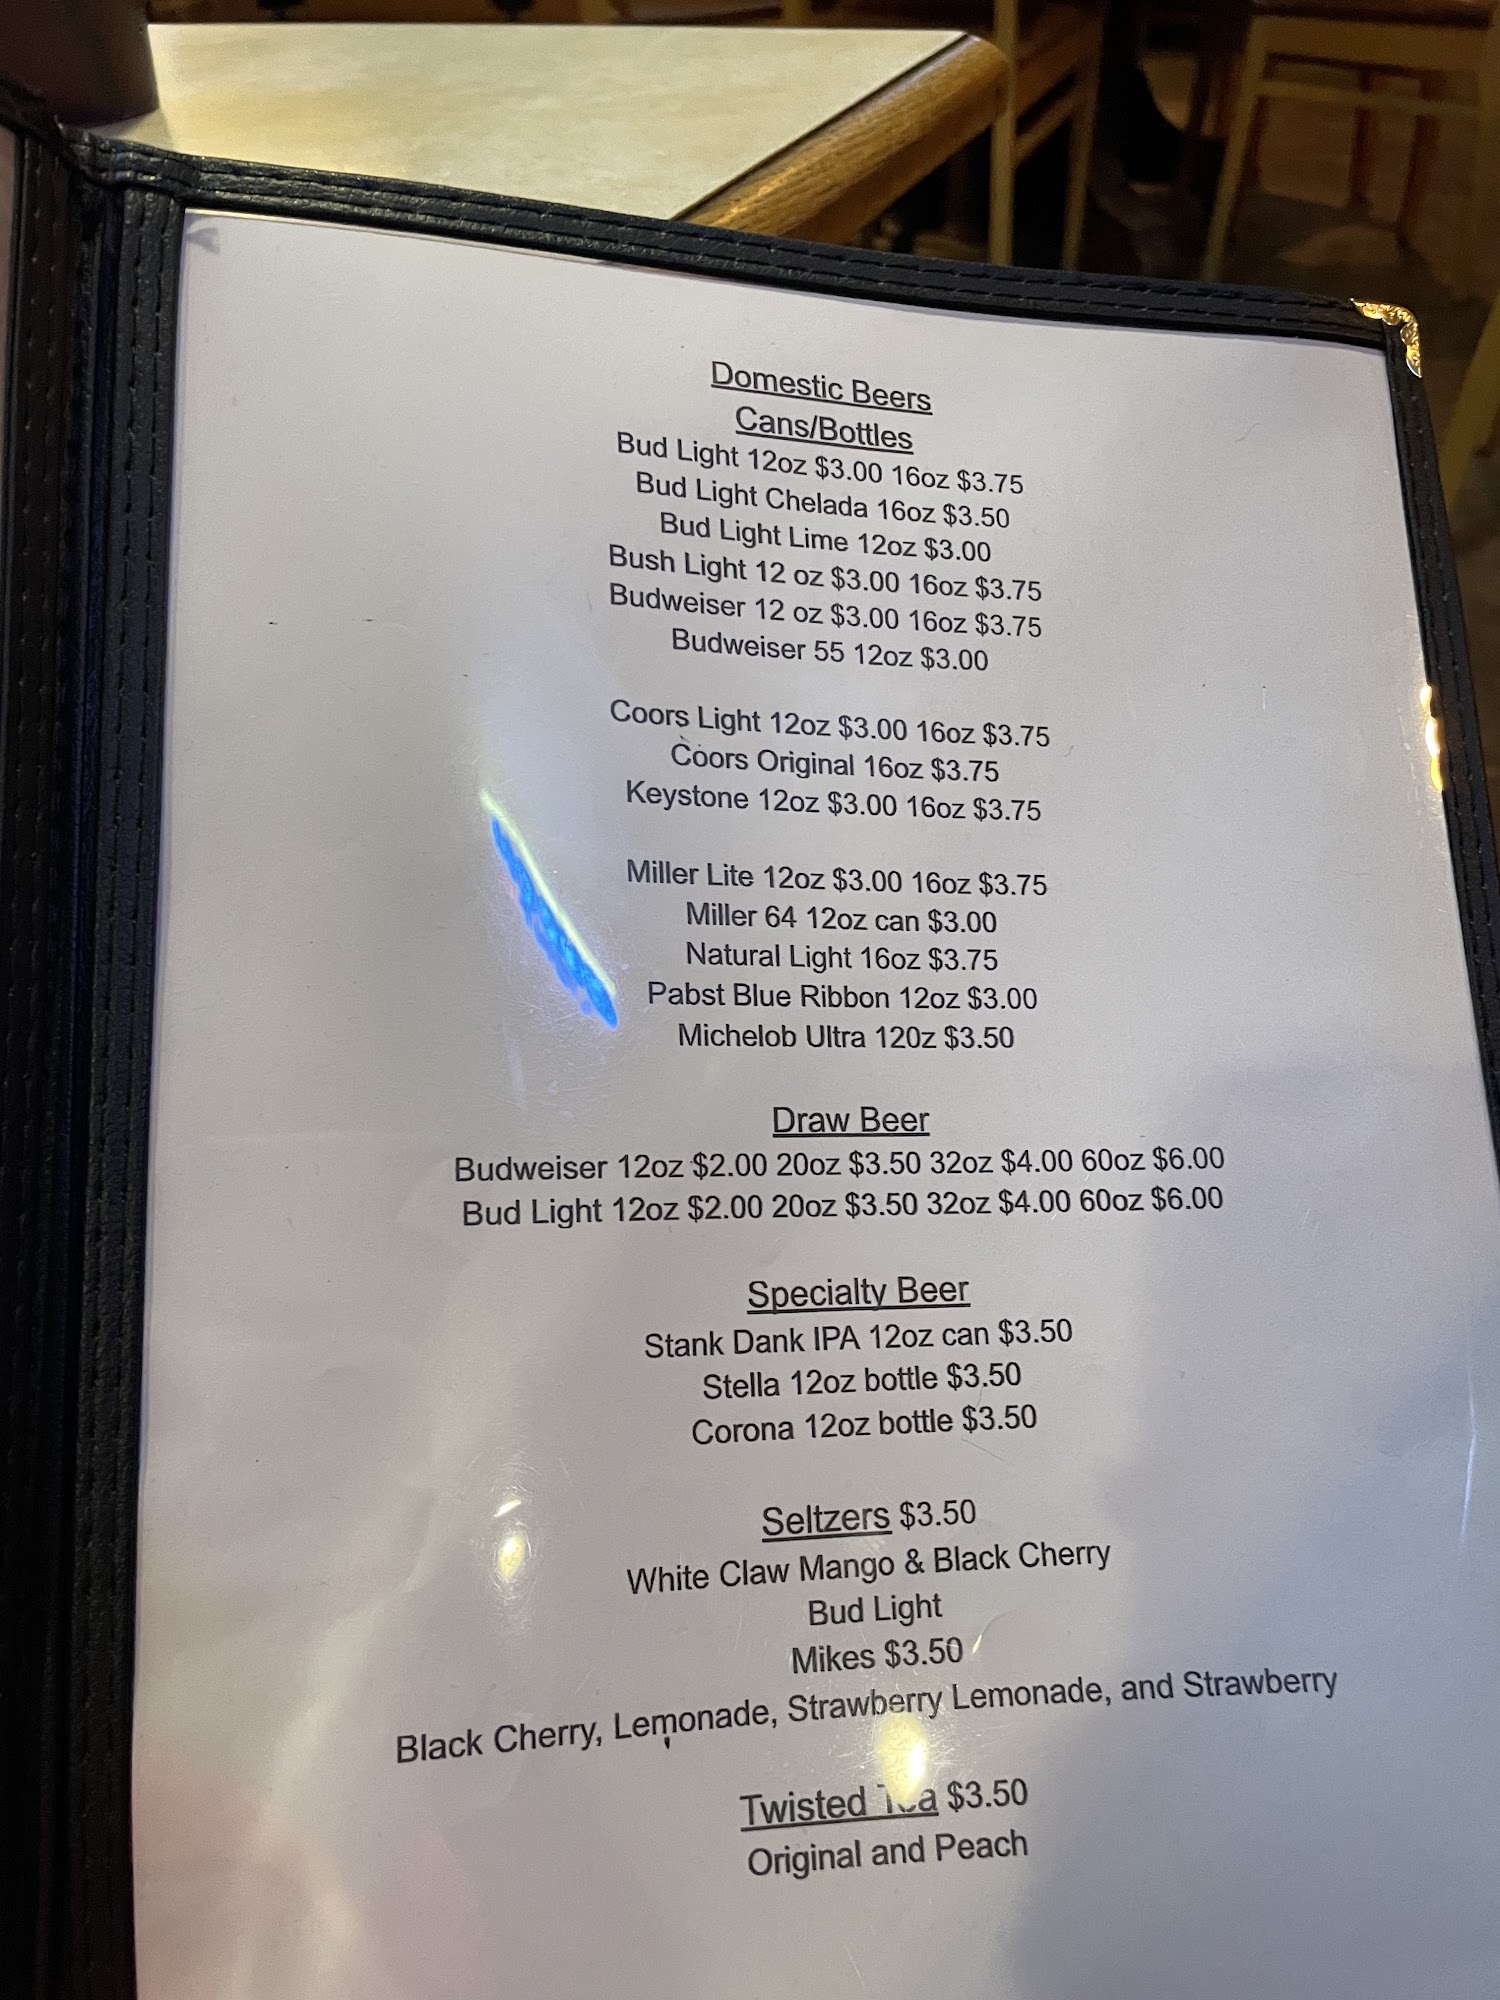 Domestic Beers
Cans/Bottles
Bud Light 12oz $3.00 16oz $3.75
Bud Light Chelada 16oz $3.50
Bud Light Lime 12oz $3.00
Bush Light 12 oz $3.00 16oz $3.75
Budweiser 12 oz $3.00 16oz $3.75
Budweiser 55 12oz $3.00
Coors Light 12oz $3.00 16oz $3.75
Coors Original 16oz $3.75
Keystone 12oz $3.00 16oz $3.75
Miller Lite 12oz $3.00 16oz $3.75
Miller 64 12oz can $3.00
Natural Light 16oz $3.75
Pabst Blue Ribbon 12oz $3.00
Michelob Ultra 120z $3.50
Draw Beer
Budweiser 12oz $2.00 20oz $3.50 32oz $4.00 60oz $6.00
Bud Light 12oz $2.00 20oz $3.50 32oz $4.00 60oz $6.00
Specialty Beer
Stank Dank IPA 12oz can $3.50
Stella 12oz bottle $3.50
Corona 12oz bottle $3.50
Seltzers $3.50
White Claw Mango & Black Cherry
Bud Light
Mikes $3.50
Black Cherry, Lemonade, Strawberry Lemonade, and Strawberry
Twisted Tea $3.50
Original and Peach